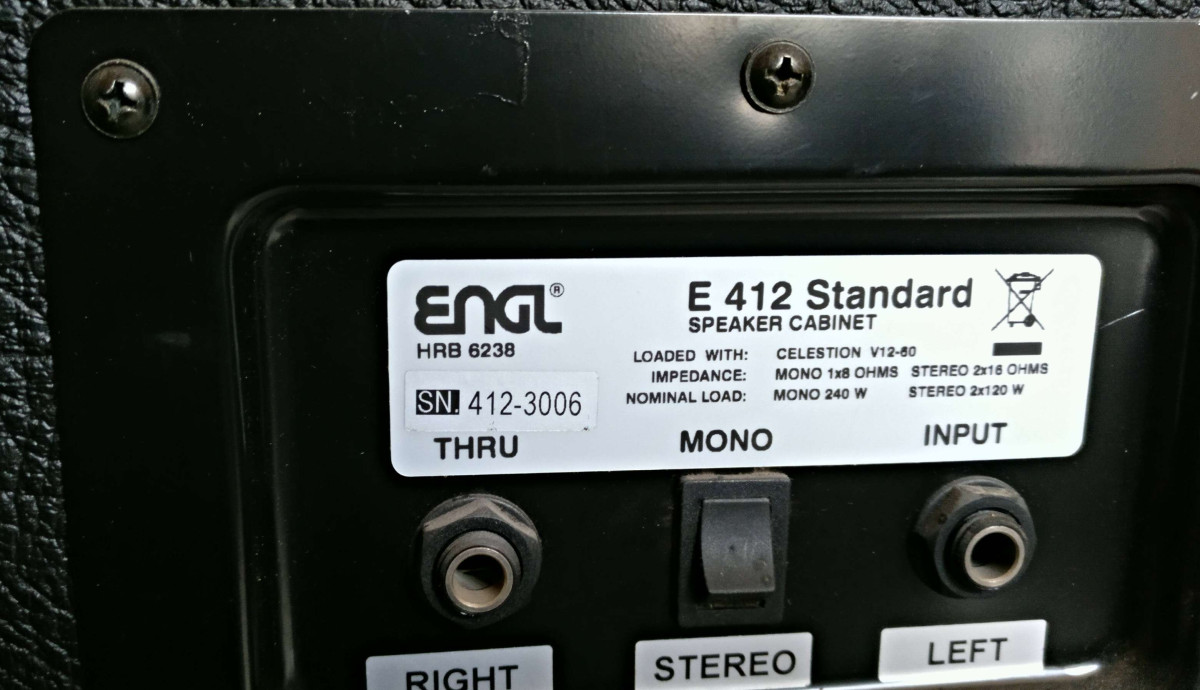 ENGL®
HRB 6238
SN. 412-3006
E 412 Standard
SPEAKER CABINET
LOADED WITH: CELESTION V12-60
IMPEDANCE: MONO 1x8 OHMS STEREO 2x16 OHMS
NOMINAL LOAD: MONO 240 W STEREO 2x120 W
THRU MONO INPUT
RIGHT STEREO LEFT